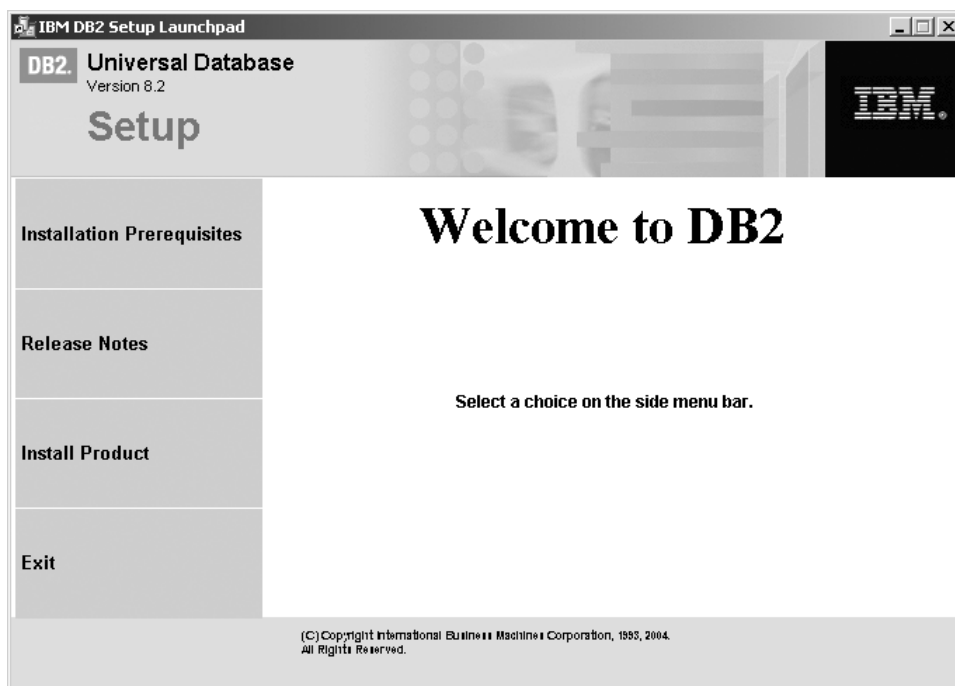 IBM DB2 Setup Launchpad
DB2.
Universal Database
Version 8.2
Setup
IBM.
Installation Prerequisites
Release Notes
Install Product
Exit
Welcome to DB2
Select a choice on the side menu bar.
(C) Copyright International Business Machines Corporation, 1993, 2004.
All Rights Reserved.